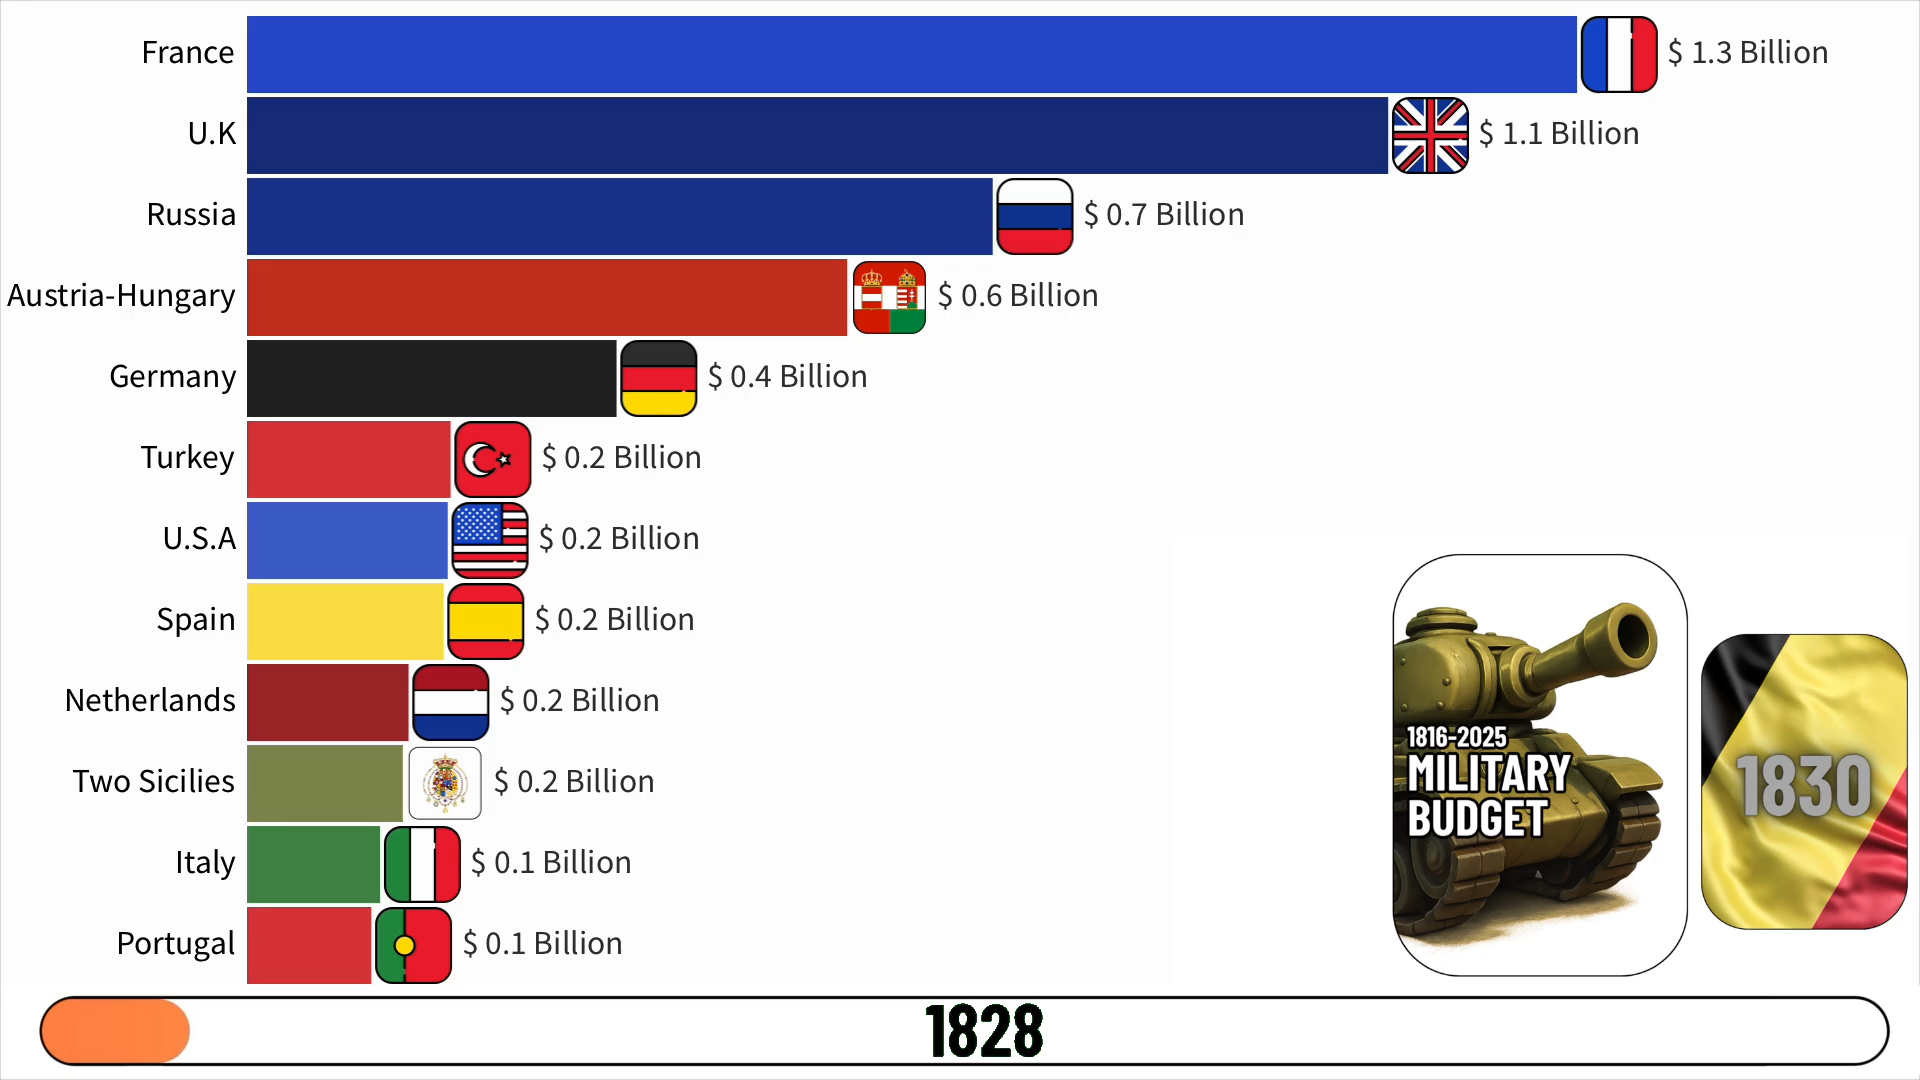 France $ 1.3 Billion
U.K $ 1.1 Billion
Russia $ 0.7 Billion
Austria-Hungary $ 0.6 Billion
Germany $ 0.4 Billion
Turkey $ 0.2 Billion
U.S.A $ 0.2 Billion
Spain $ 0.2 Billion
Netherlands $ 0.2 Billion
Two Sicilies $ 0.2 Billion
Italy $ 0.1 Billion
Portugal $ 0.1 Billion
1816-2025
MILITARY
BUDGET
1830
1828